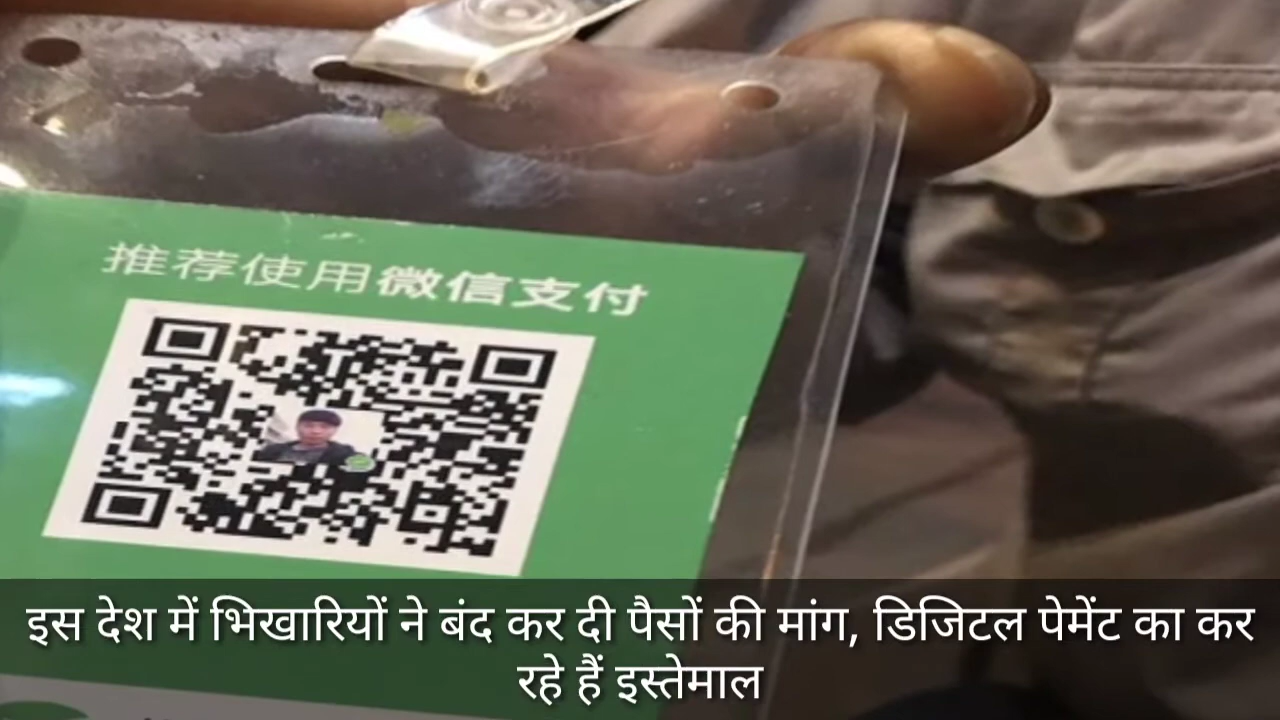 推荐使用微信支付
इस देश में भिखारियों ने बंद कर दी पैसों की मांग, डिजिटल पेमेंट का कर
रहे हैं इस्तेमाल